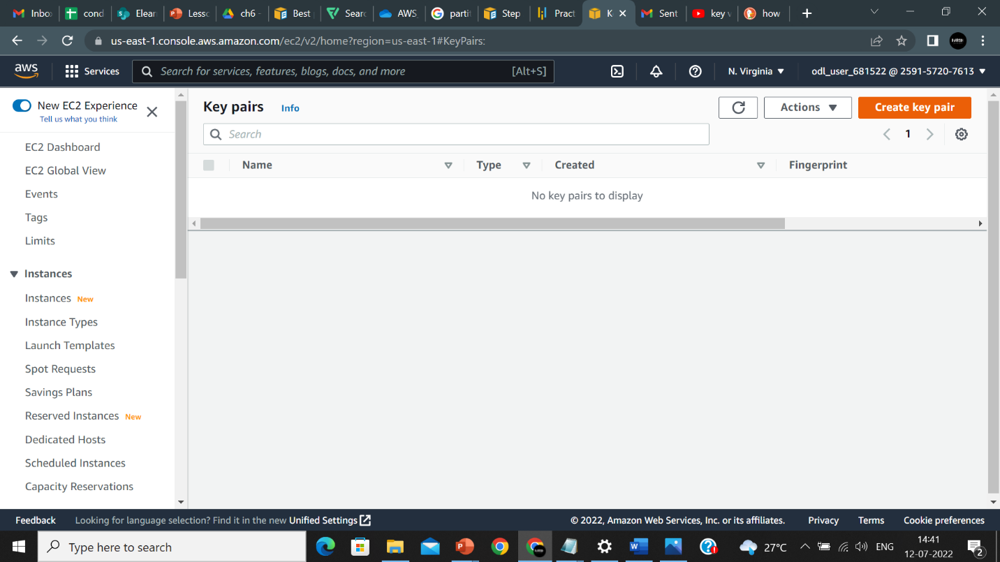 Inbo
cond
Elear
Lesso
ch6 -
Best
Searc
AWS
partit
Step
Pract
K
Sent
key v
how
us-east-1.console.aws.amazon.com/ec2/v2/home?region=us-east-1#KeyPairs:
aws
Services
Search for services, features, blogs, docs, and more
[Alt+S]
N. Virginia
odl_user_681522 @ 2591-5720-7613
New EC2 Experience
Tell us what you think
EC2 Dashboard
EC2 Global View
Events
Tags
Limits
Instances
Instances New
Instance Types
Launch Templates
Spot Requests
Savings Plans
Reserved Instances New
Dedicated Hosts
Scheduled Instances
Capacity Reservations
Key pairs Info
Actions
Create key pair
Search
1
Name Type Created Fingerprint
No key pairs to display
Feedback
Looking for language selection? Find it in the new Unified Settings
© 2022, Amazon Web Services, Inc. or its affiliates.
Privacy
Terms
Cookie preferences
Type here to search
27°C
ENG
14:41
12-07-2022
2